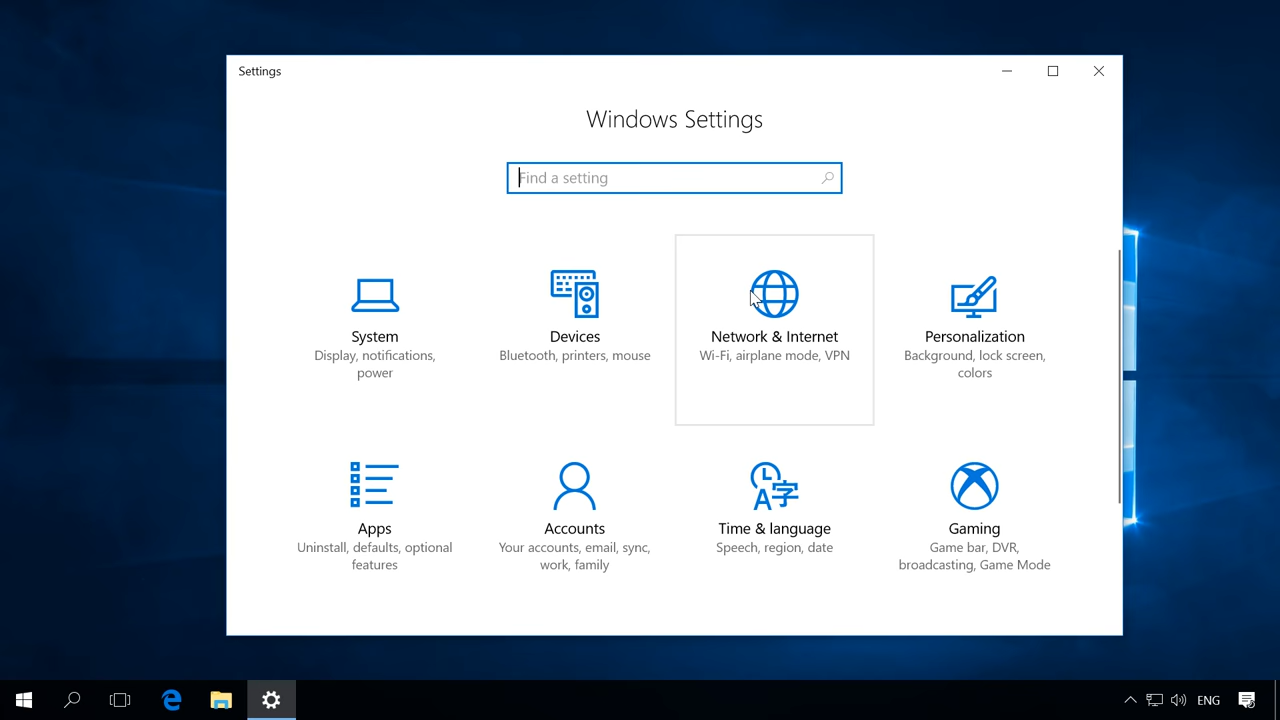 Settings
Windows Settings
Find a setting
System
Display, notifications,
power
Devices
Bluetooth, printers, mouse
Network & Internet
Wi-Fi, airplane mode, VPN
Personalization
Background, lock screen,
colors
Apps
Uninstall, defaults, optional
features
Accounts
Your accounts, email, sync,
work, family
Time & language
Speech, region, date
Gaming
Game bar, DVR,
broadcasting, Game Mode
ENG